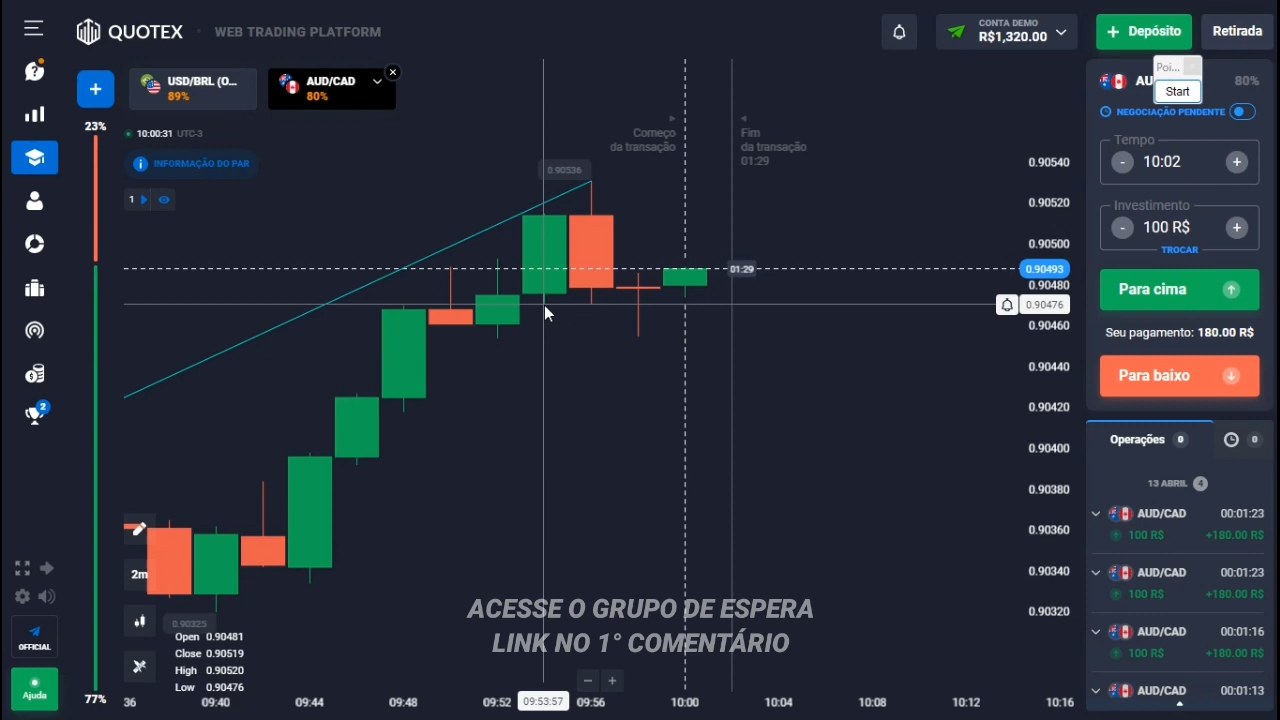 QUOTEX
WEB TRADING PLATFORM
CONTA DEMO
R$1,320.00
+ Depósito
Retirada
USD/BRL (O...
89%
AUD/CAD
80%
Poi...
AU
80%
Start
NEGOCIAÇÃO PENDENTE
23%
10:00:31 UTC-3
INFORMAÇÃO DO PAR
1
Começo
da transação
Fim
da transação
01:29
Tempo
- 10:02 +
Investimento
- 100 R$ +
TROCAR
Para cima
Seu pagamento: 180.00 R$
Para baixo
0.90536
0.90540
0.90520
0.90500
0.90493
0.90480
0.90476
0.90460
0.90440
0.90420
0.90400
0.90380
0.90360
0.90340
0.90320
01:29
Operações 0
0
13 ABRIL 4
AUD/CAD 00:01:23
100 R$ +180.00 R$
AUD/CAD 00:01:23
100 R$ +180.00 R$
AUD/CAD 00:01:16
100 R$ +180.00 R$
AUD/CAD 00:01:13
2
2m
0.90325
Open 0.90481
Close 0.90519
High 0.90520
Low 0.90476
ACESSE O GRUPO DE ESPERA
LINK NO 1° COMENTÁRIO
OFFICIAL
Ajuda
77%
36 09:40 09:44 09:48 09:52 09:53:57 09:56 10:00 10:04 10:08 10:12 10:16